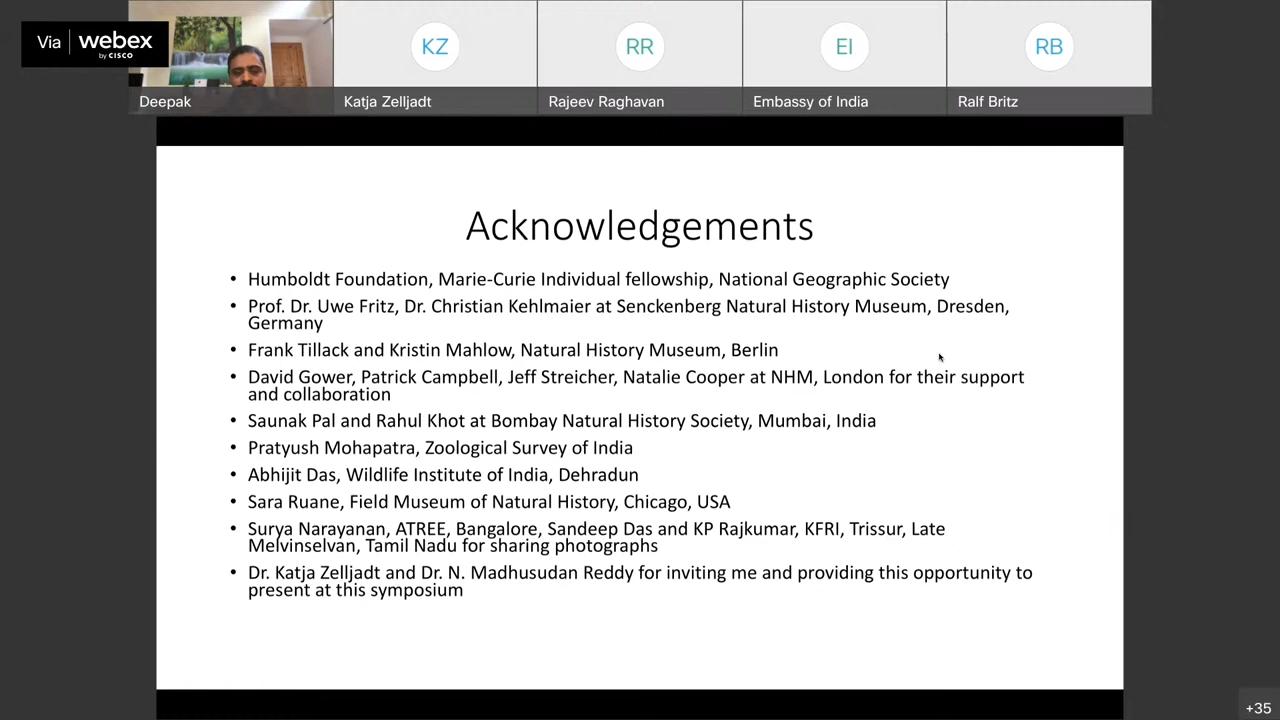 Via webex
by CISCO
KZ
RR
EI
RB
Deepak
Katja Zelljadt
Rajeev Raghavan
Embassy of India
Ralf Britz
Acknowledgements
• Humboldt Foundation, Marie-Curie Individual fellowship, National Geographic Society
• Prof. Dr. Uwe Fritz, Dr. Christian Kehlmaier at Senckenberg Natural History Museum, Dresden,
Germany
• Frank Tillack and Kristin Mahlow, Natural History Museum, Berlin
• David Gower, Patrick Campbell, Jeff Streicher, Natalie Cooper at NHM, London for their support
and collaboration
• Saunak Pal and Rahul Khot at Bombay Natural History Society, Mumbai, India
• Pratyush Mohapatra, Zoological Survey of India
• Abhijit Das, Wildlife Institute of India, Dehradun
• Sara Ruane, Field Museum of Natural History, Chicago, USA
• Surya Narayanan, ATREE, Bangalore, Sandeep Das and KP Rajkumar, KFRI, Trissur, Late
Melvinselvan, Tamil Nadu for sharing photographs
• Dr. Katja Zelljadt and Dr. N. Madhusudan Reddy for inviting me and providing this opportunity to
present at this symposium
+35